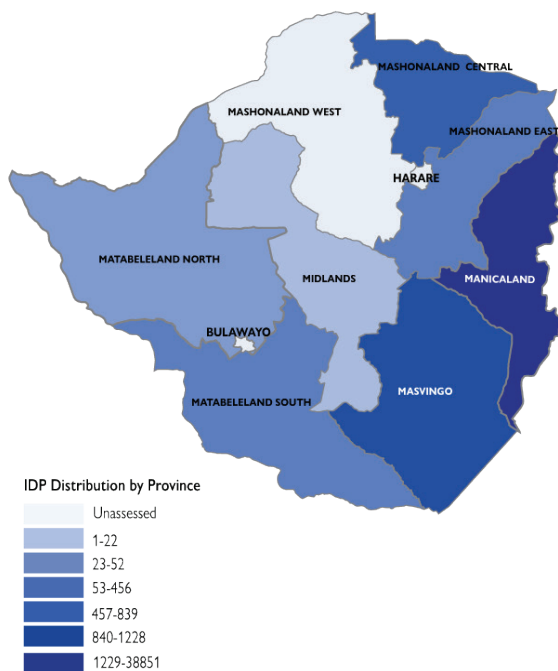 MASHONALAND CENTRAL
MASHONALAND WEST
MASHONALAND EAST
HARARE
MATABELELAND NORTH
MIDLANDS
MANICALAND
BULAWAYO
MATABELELAND SOUTH
MASVINGO
IDP Distribution by Province
Unassessed
1-22
23-52
53-456
457-839
840-1228
1229-38851